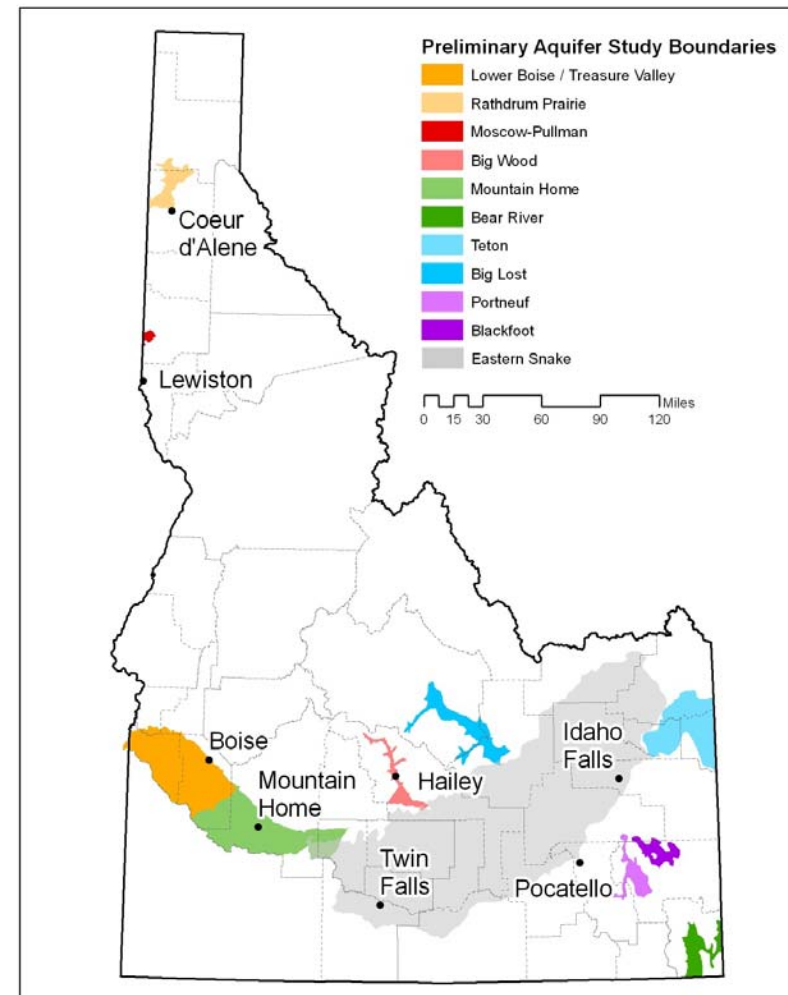 Preliminary Aquifer Study Boundaries
Lower Boise / Treasure Valley
Rathdrum Prairie
Moscow-Pullman
Big Wood
Mountain Home
Bear River
Teton
Big Lost
Portneuf
Blackfoot
Eastern Snake
Miles
0 15 30 60 90 120
Coeur
d'Alene
Lewiston
Boise
Mountain
Home
Hailey
Idaho
Falls
Twin
Falls
Pocatello